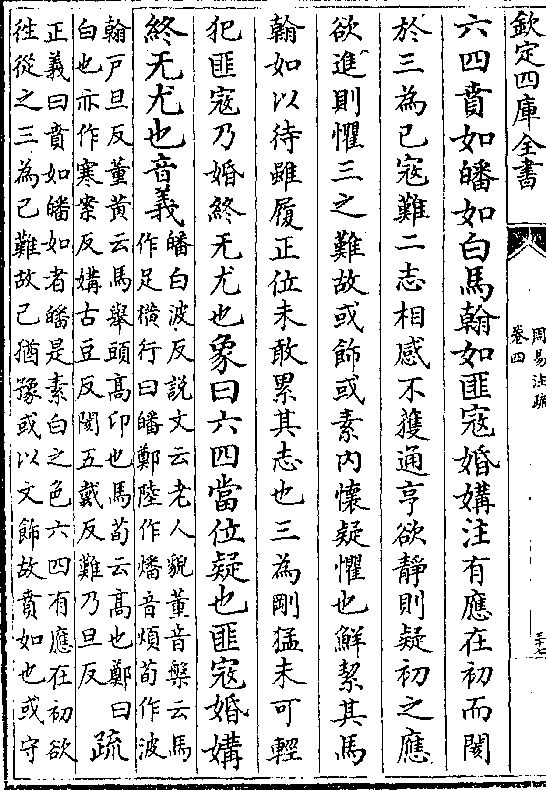 欽定四庫全書
周易注疏
卷四
三七
六四賁如皤如白馬翰如匪寇婚媾注有應在初而閡
於三為己寇難二志相感不獲通亨欲靜則疑初之應
欲進則懼三之難故或飾或素内懷疑懼也鮮絜其馬
翰如以待雖履正位未敢累其志也三為剛猛未可輕
犯匪寇乃婚終无尤也象曰六四當位疑也匪寇婚媾
終无尤也音義皤白波反説文云老人貌董音槃云馬
作足橫行曰皤鄭陸作燔音煩荀作波
翰戸旦反董黄云馬舉頭髙卬也馬荀云髙也鄭曰
白也亦作寒案反媾古豆反閡五戴反難乃旦反
疏
正義曰賁如皤如者皤是素白之色六四有應在初欲
徃從之三為己難故己猶豫或以文飾故賁如也或守